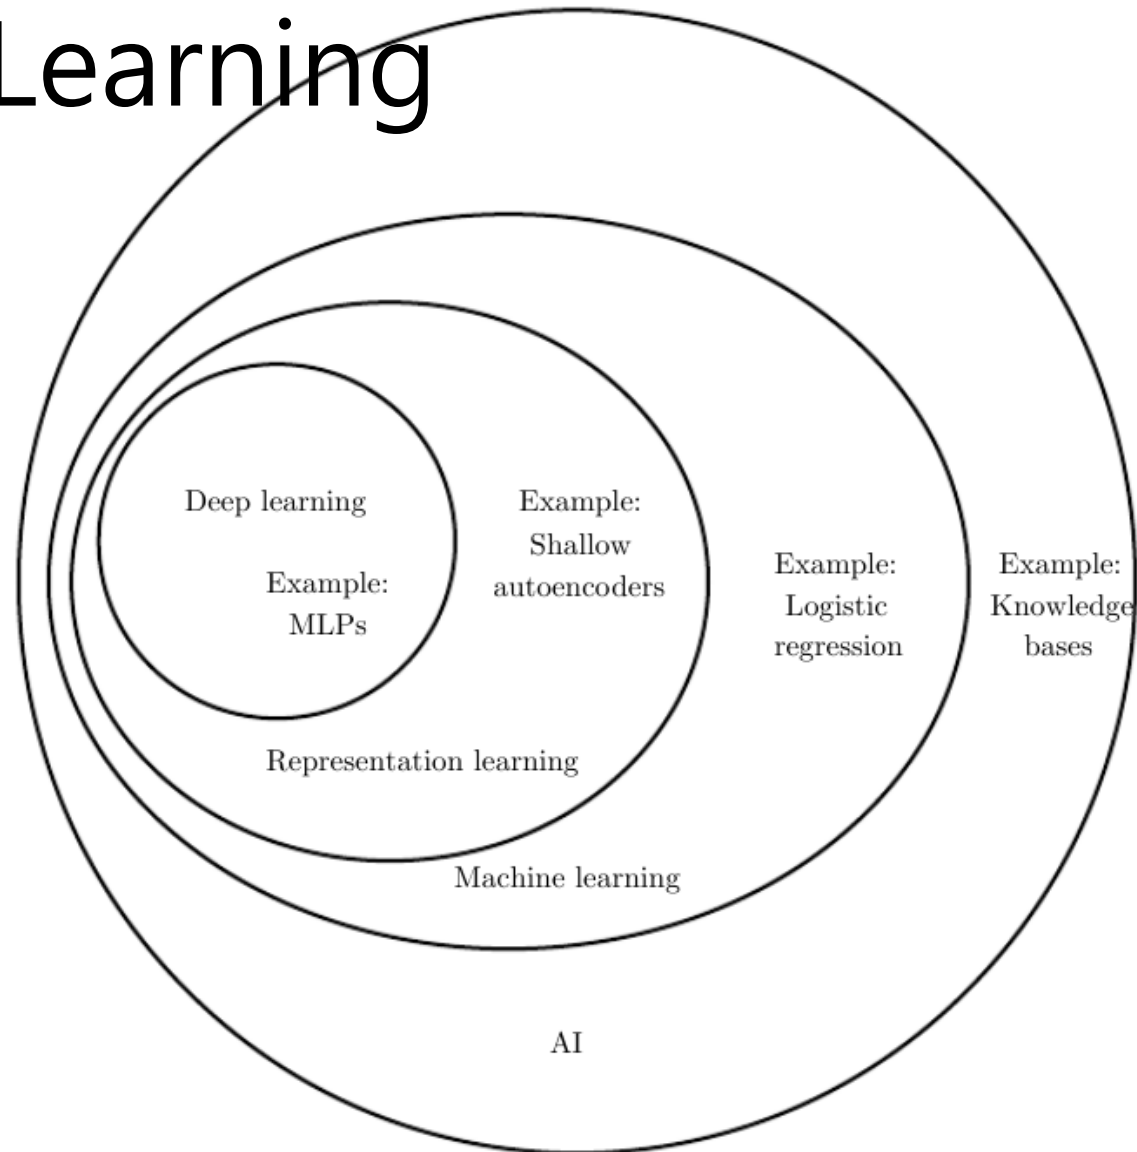 Learning
Deep learning
Example:
MLPs
Example:
Shallow
autoencoders
Example:
Logistic
regression
Example:
Knowledge
bases
Representation learning
Machine learning
AI